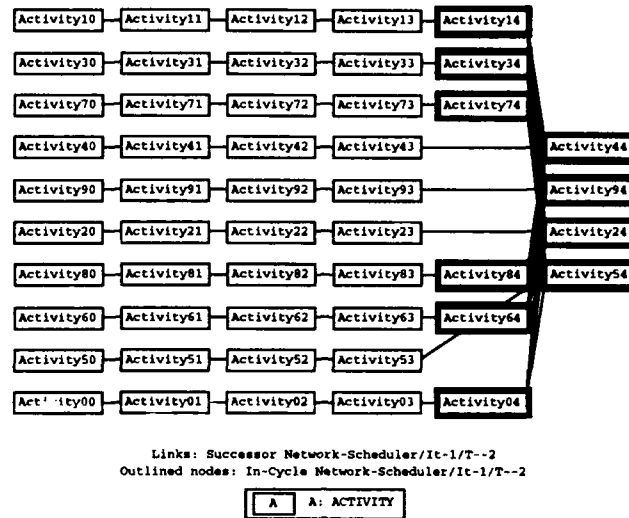 Activity10 Activity11 Activity12 Activity13 Activity14
Activity30 Activity31 Activity32 Activity33 Activity34
Activity70 Activity71 Activity72 Activity73 Activity74
Activity40 Activity41 Activity42 Activity43 Activity44
Activity90 Activity91 Activity92 Activity93 Activity94
Activity20 Activity21 Activity22 Activity23 Activity24
Activity80 Activity81 Activity82 Activity83 Activity84 Activity54
Activity60 Activity61 Activity62 Activity63 Activity64
Activity50 Activity51 Activity52 Activity53
Activity01 Activity02 Activity03 Activity04
Links: Successor Network-Scheduler/It-1/T--2
Outlined nodes: In-Cycle Network-Scheduler/It-1/T--2
A A: ACTIVITY